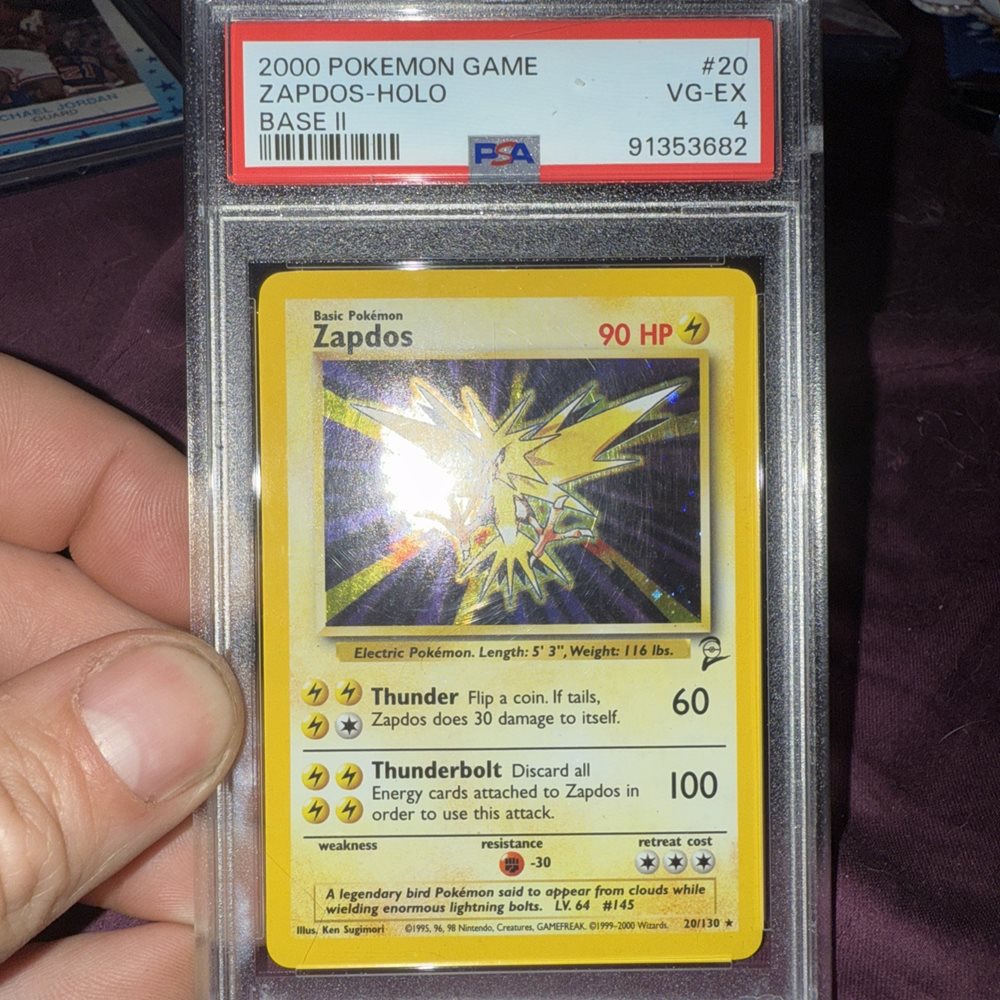 2000 POKEMON GAME #20
ZAPDOS-HOLO VG-EX
BASE II 4
PSA 91353682
CHAEL JORDAN
GUARD
Basic Pokémon
Zapdos 90 HP
Electric Pokémon. Length: 5' 3", Weight: 116 lbs.
Thunder Flip a coin. If tails,
Zapdos does 30 damage to itself.
60
Thunderbolt Discard all
Energy cards attached to Zapdos in
order to use this attack.
100
weakness resistance retreat cost
-30
A legendary bird Pokémon said to appear from clouds while
wielding enormous lightning bolts. LV. 64 #145
Illus. Ken Sugimori ©1995, 96, 98 Nintendo, Creatures, GAMEFREAK. ©1999-2000 Wizards. 20/130 ★